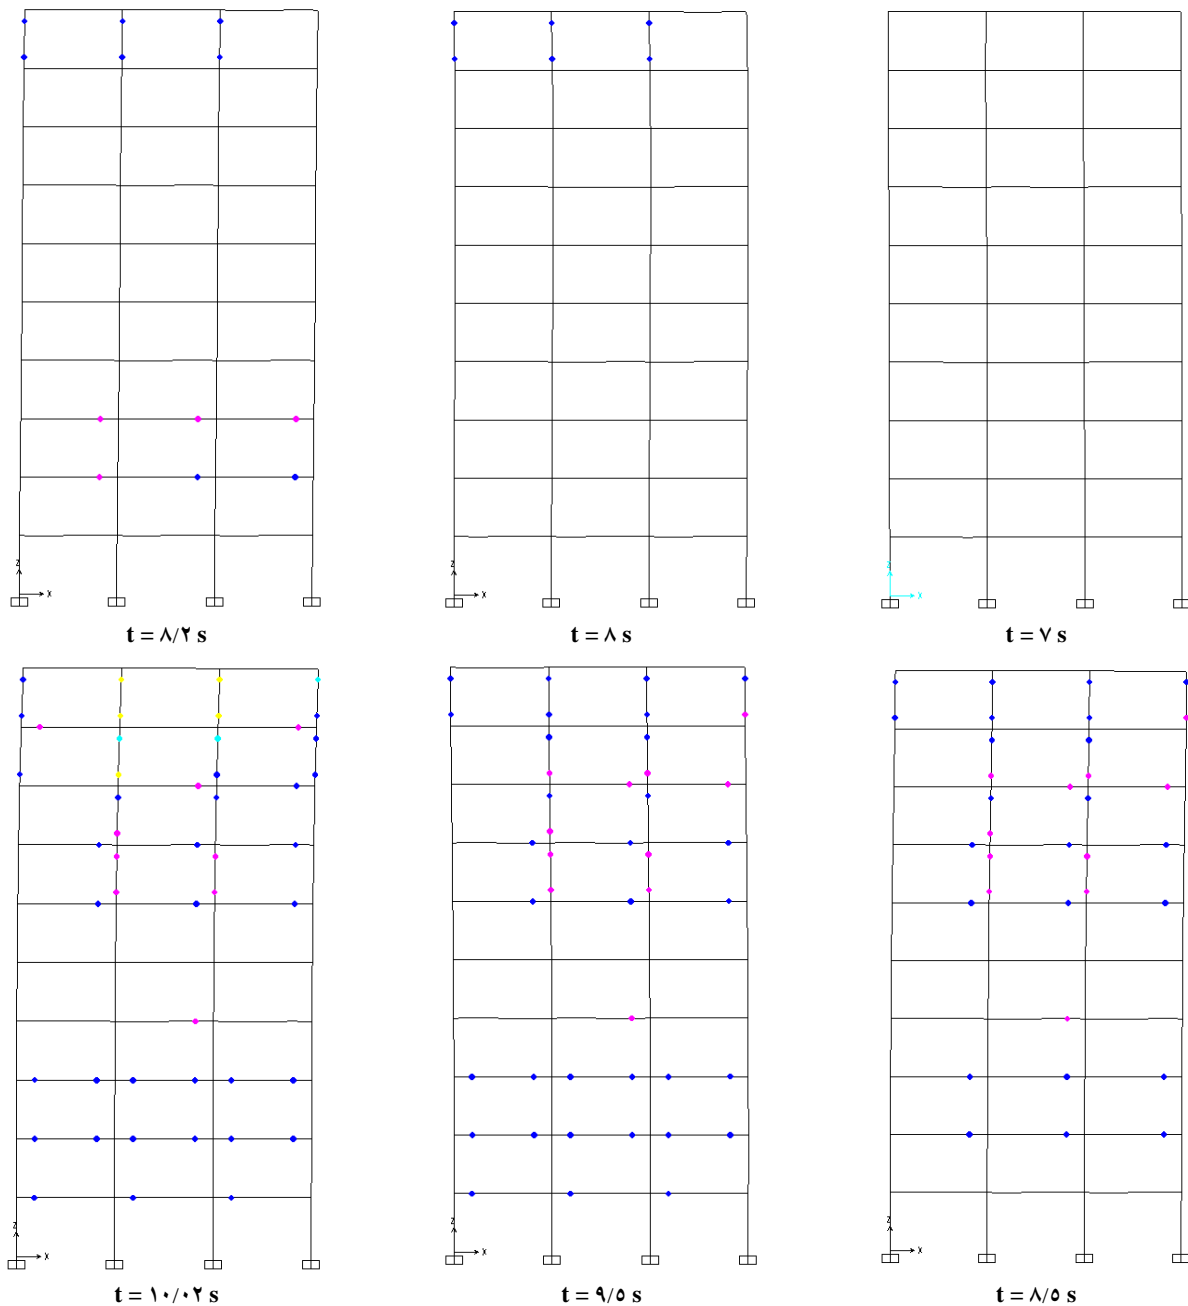 Z
X
Z
X
Z
X
t = ۸/۲ s
t = ۸ s
t = ۷ s
Z
X
Z
X
Z
X
t = ۱۰/۰۲ s
t = ۹/۵ s
t = ۸/۵ s